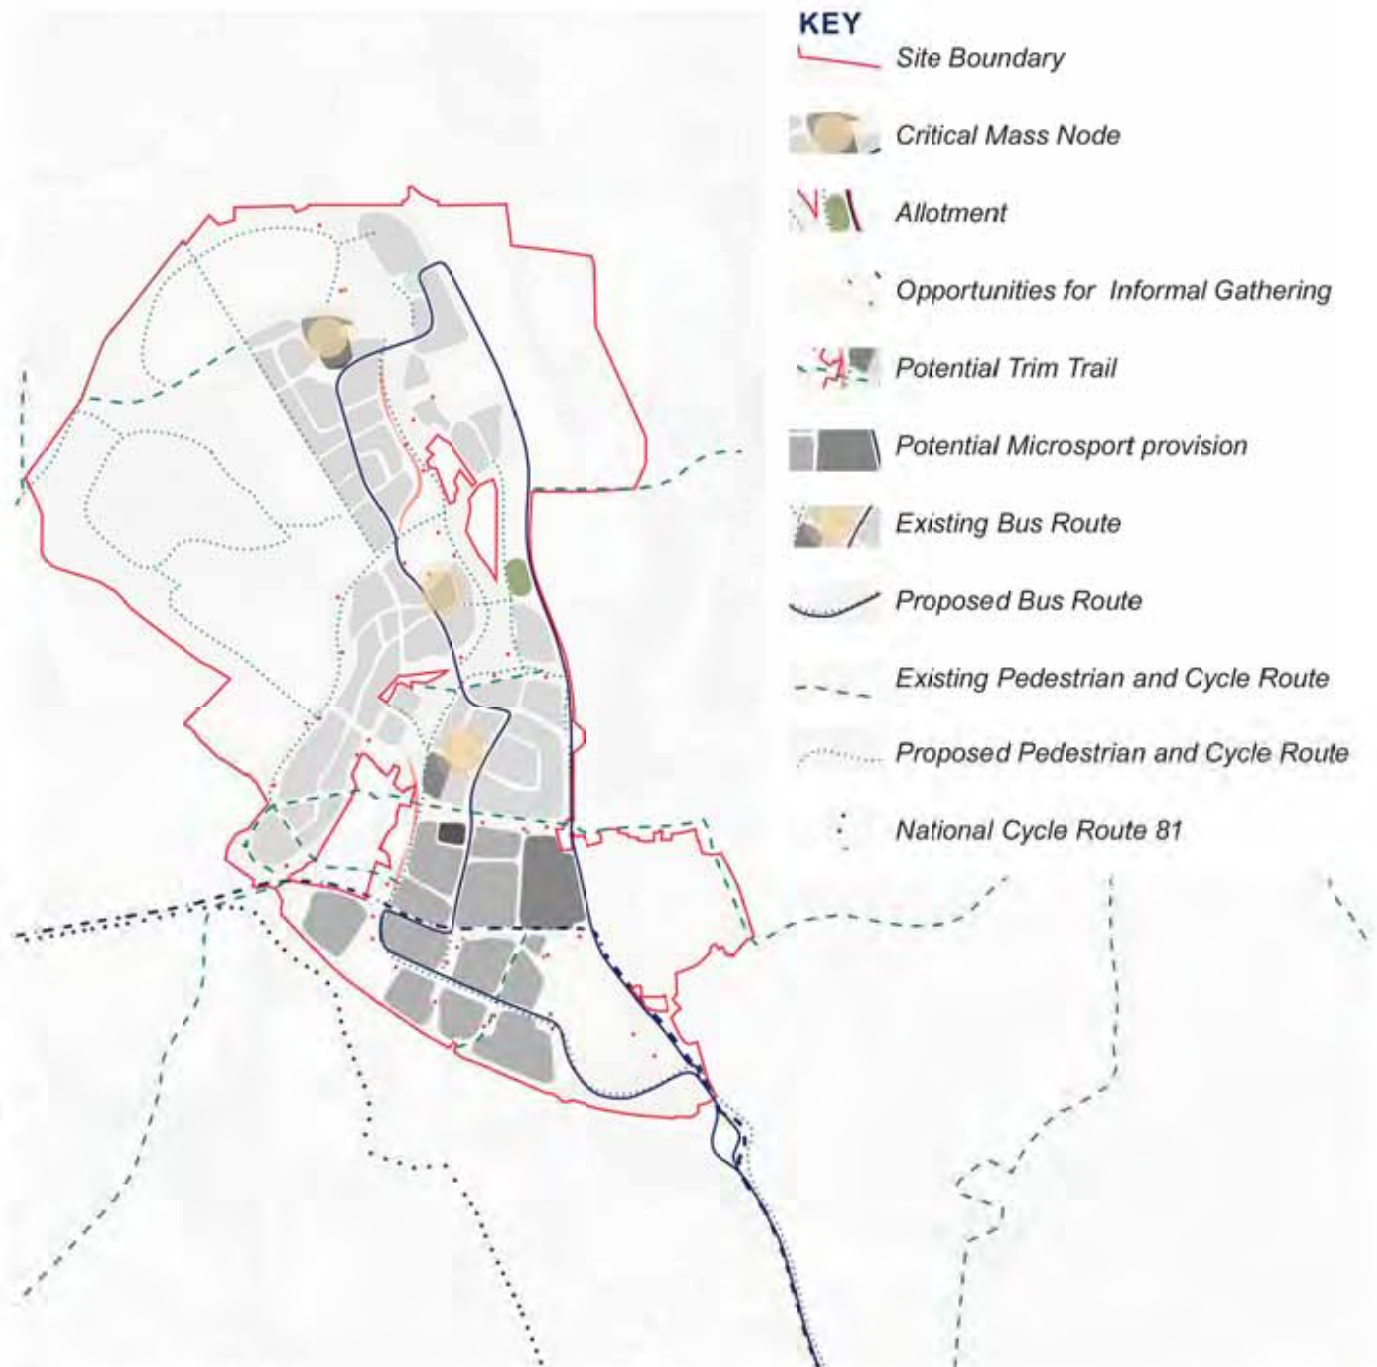 KEY
Site Boundary
Critical Mass Node
Allotment
Opportunities for Informal Gathering
Potential Trim Trail
Potential Microsport provision
Existing Bus Route
Proposed Bus Route
Existing Pedestrian and Cycle Route
Proposed Pedestrian and Cycle Route
National Cycle Route 81